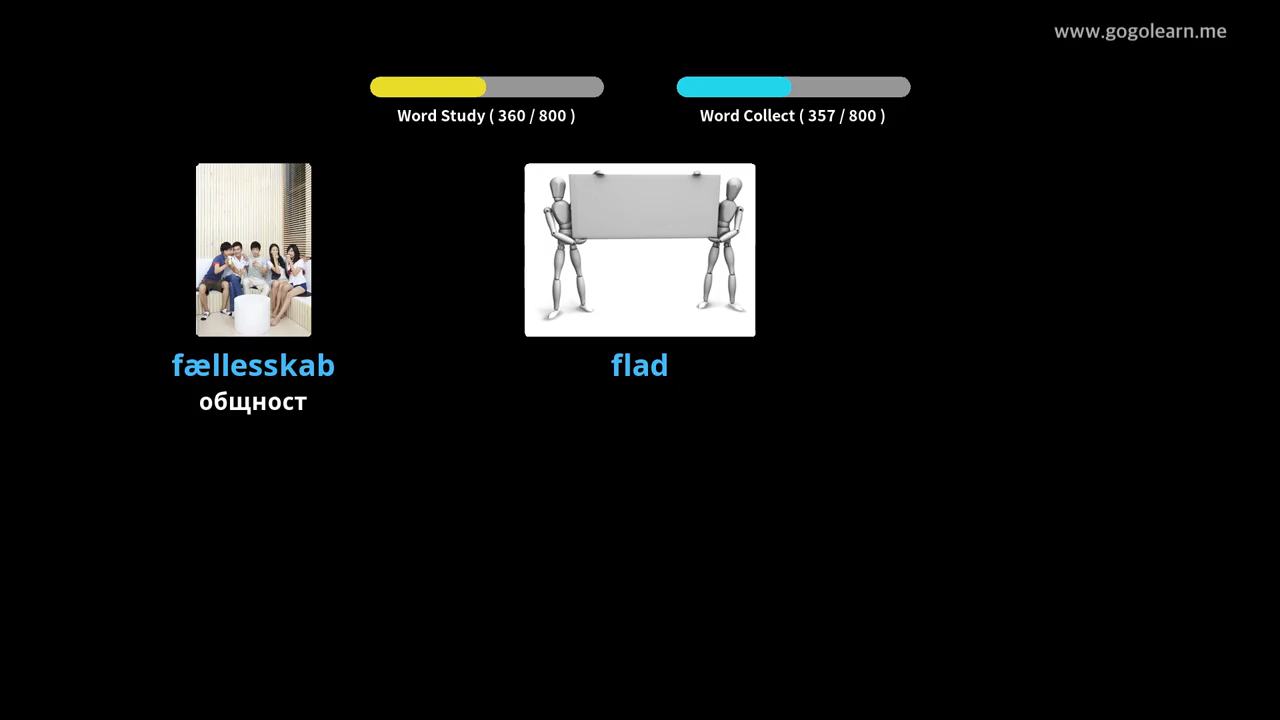 www.gogolearn.me
Word Study ( 360 / 800 )
Word Collect ( 357 / 800 )
fællesskab
общност
flad